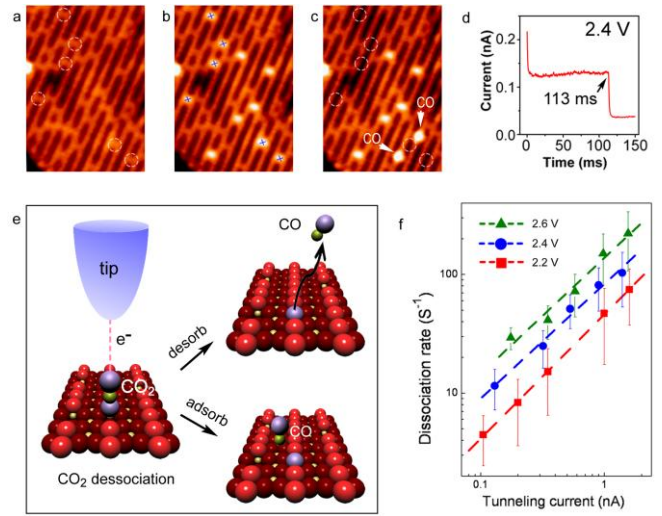 a
b
c
CO
CO
d
2.4 V
Current (nA)
0.2
0.1
0.0
113 ms
0 50 100 150
Time (ms)
e
tip
e-
CO2
CO2 dessociation
desorb
adsorb
CO
CO
f
2.6 V
2.4 V
2.2 V
Dissociation rate (S-1)
100
10
0.1 1
Tunneling current (nA)